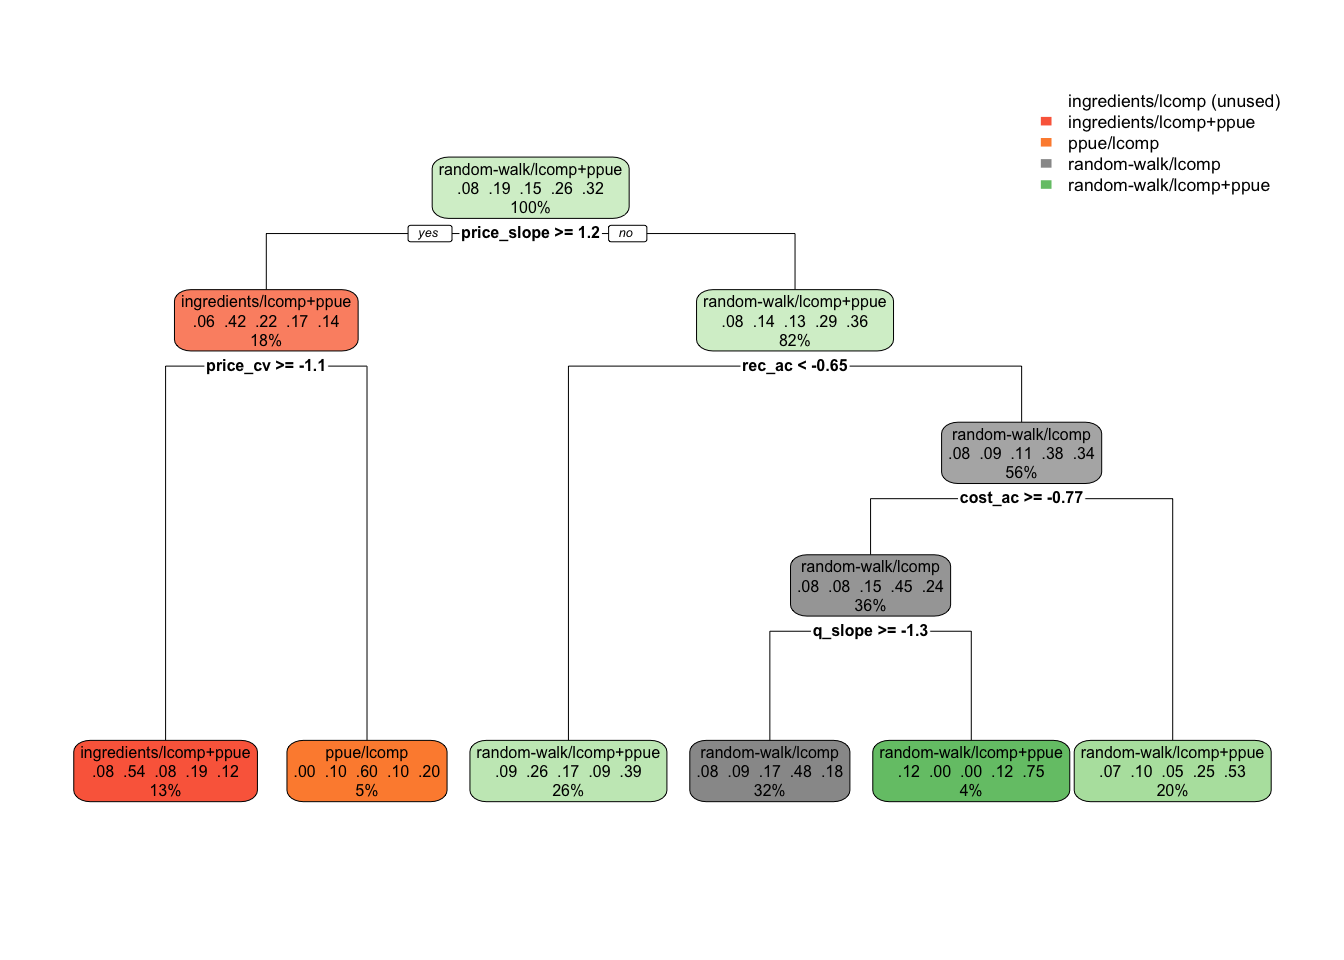 ingredients/lcomp (unused)
ingredients/lcomp+ppue
ppue/lcomp
random-walk/lcomp
random-walk/lcomp+ppue
random-walk/lcomp+ppue
.08 .19 .15 .26 .32
100%
yes price_slope >= 1.2 no
ingredients/lcomp+ppue
.06 .42 .22 .17 .14
18%
random-walk/lcomp+ppue
.08 .14 .13 .29 .36
82%
price_cv >= -1.1
rec_ac < -0.65
random-walk/lcomp
.08 .09 .11 .38 .34
56%
cost_ac >= -0.77
random-walk/lcomp
.08 .08 .15 .45 .24
36%
q_slope >= -1.3
ingredients/lcomp+ppue
.08 .54 .08 .19 .12
13%
ppue/lcomp
.00 .10 .60 .10 .20
5%
random-walk/lcomp+ppue
.09 .26 .17 .09 .39
26%
random-walk/lcomp
.08 .09 .17 .48 .18
32%
random-walk/lcomp+ppue
.12 .00 .00 .12 .75
4%
random-walk/lcomp+ppue
.07 .10 .05 .25 .53
20%